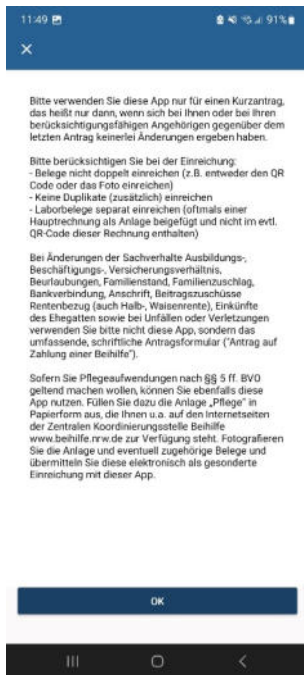 11:49
91%
Bitte verwenden Sie diese App nur für einen Kurzantrag,
das heißt nur dann, wenn sich bei Ihnen oder bei Ihren
berücksichtigungsfähigen Angehörigen gegenüber dem
letzten Antrag keinerlei Änderungen ergeben haben.
Bitte berücksichtigen Sie bei der Einreichung:
- Belege nicht doppelt einreichen (z.B. entweder den QR
Code oder das Foto einreichen)
- Keine Duplikate (zusätzlich) einreichen
- Laborbelege separat einreichen (oftmals einer
Hauptrechnung als Anlage beigefügt und nicht im evtl.
QR-Code dieser Rechnung enthalten)
Bei Änderungen der Sachverhalte Ausbildungs-,
Beschäftigungs-, Versicherungsverhältnis,
Beurlaubungen, Familienstand, Familienzuschlag,
Bankverbindung, Anschrift, Beitragszuschüsse
Rentenbezug (auch Halb-, Waisenrente), Einkünfte
des Ehegatten sowie bei Unfällen oder Verletzungen
verwenden Sie bitte nicht diese App, sondern das
umfassende, schriftliche Antragsformular ("Antrag auf
Zahlung einer Beihilfe").
Sofern Sie Pflegeaufwendungen nach §§ 5 ff. BVO
geltend machen wollen, können Sie ebenfalls diese
App nutzen. Füllen Sie dazu die Anlage „Pflege" in
Papierform aus, die Ihnen u.a. auf den Internetseiten
der Zentralen Koordinierungsstelle Beihilfe
www.beihilfe.nrw.de zur Verfügung steht. Fotografieren
Sie die Anlage und eventuell zugehörige Belege und
übermitteln Sie diese elektronisch als gesonderte
Einreichung mit dieser App.
OK